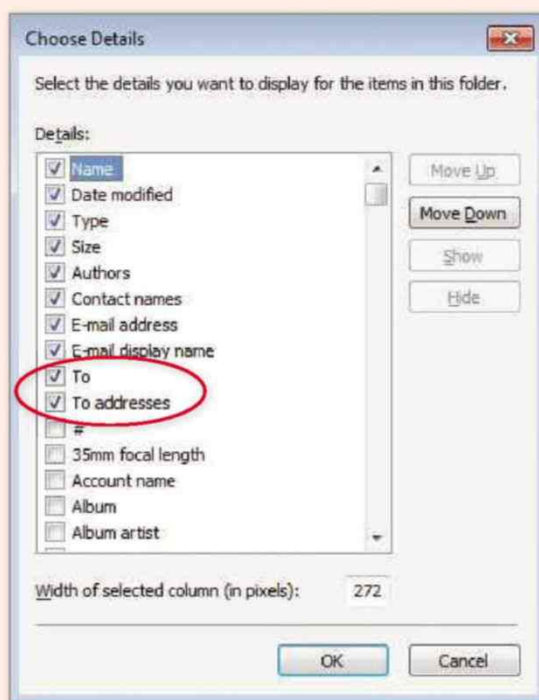 Choose Details
Select the details you want to display for the items in this folder.
Details:
Name
Date modified
Type
Size
Authors
Contact names
E-mail address
E-mail display name
To
To addresses
#
35mm focal length
Account name
Album
Album artist
Move Up
Move Down
Show
Hide
Width of selected column (in pixels): 272
OK Cancel